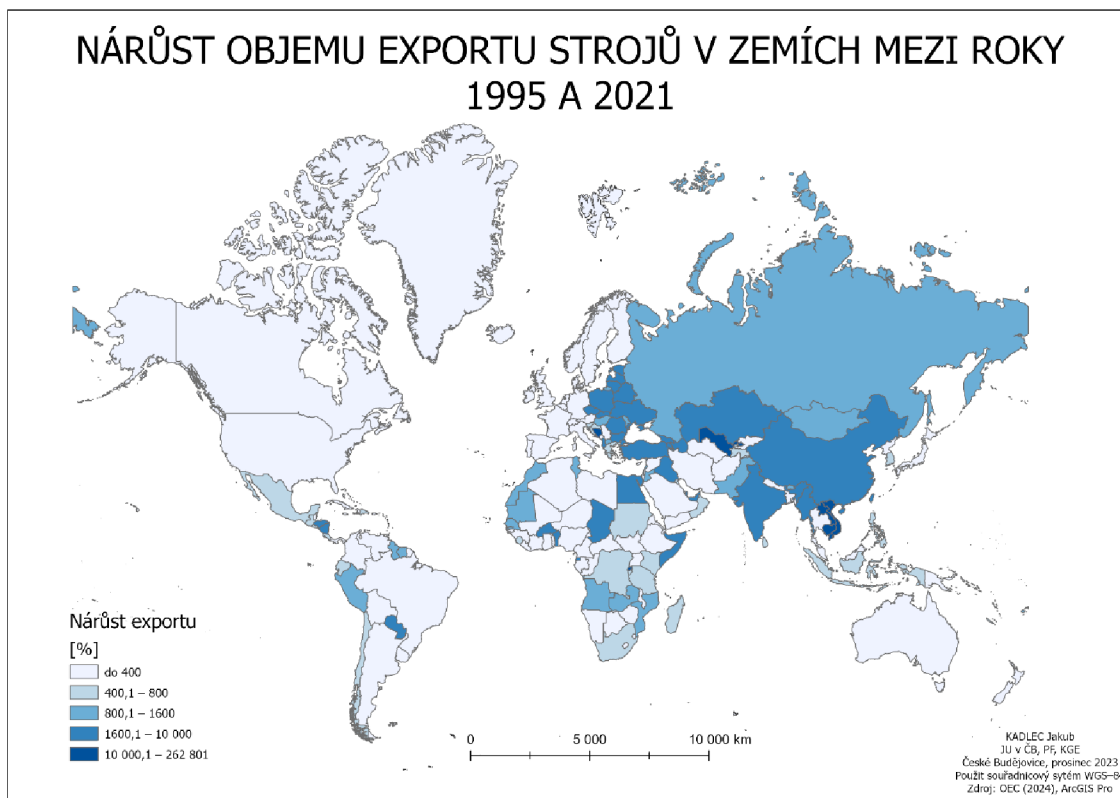 NÁRŮST OBJEMU EXPORTU STROJŮ V ZEMÍCH MEZI ROKY
1995 A 2021
Nárůst exportu
[%]
do 400
400,1 – 800
800,1 – 1600
1600,1 – 10 000
10 000,1 – 262 801
0 5 000 10 000 km
KADLEC Jakub
JU v ČB, PF, KGE
České Budějovice, prosinec 2023
Použit souřadnicový sytém WGS–84
Zdroj: OEC (2024), ArcGIS Pro